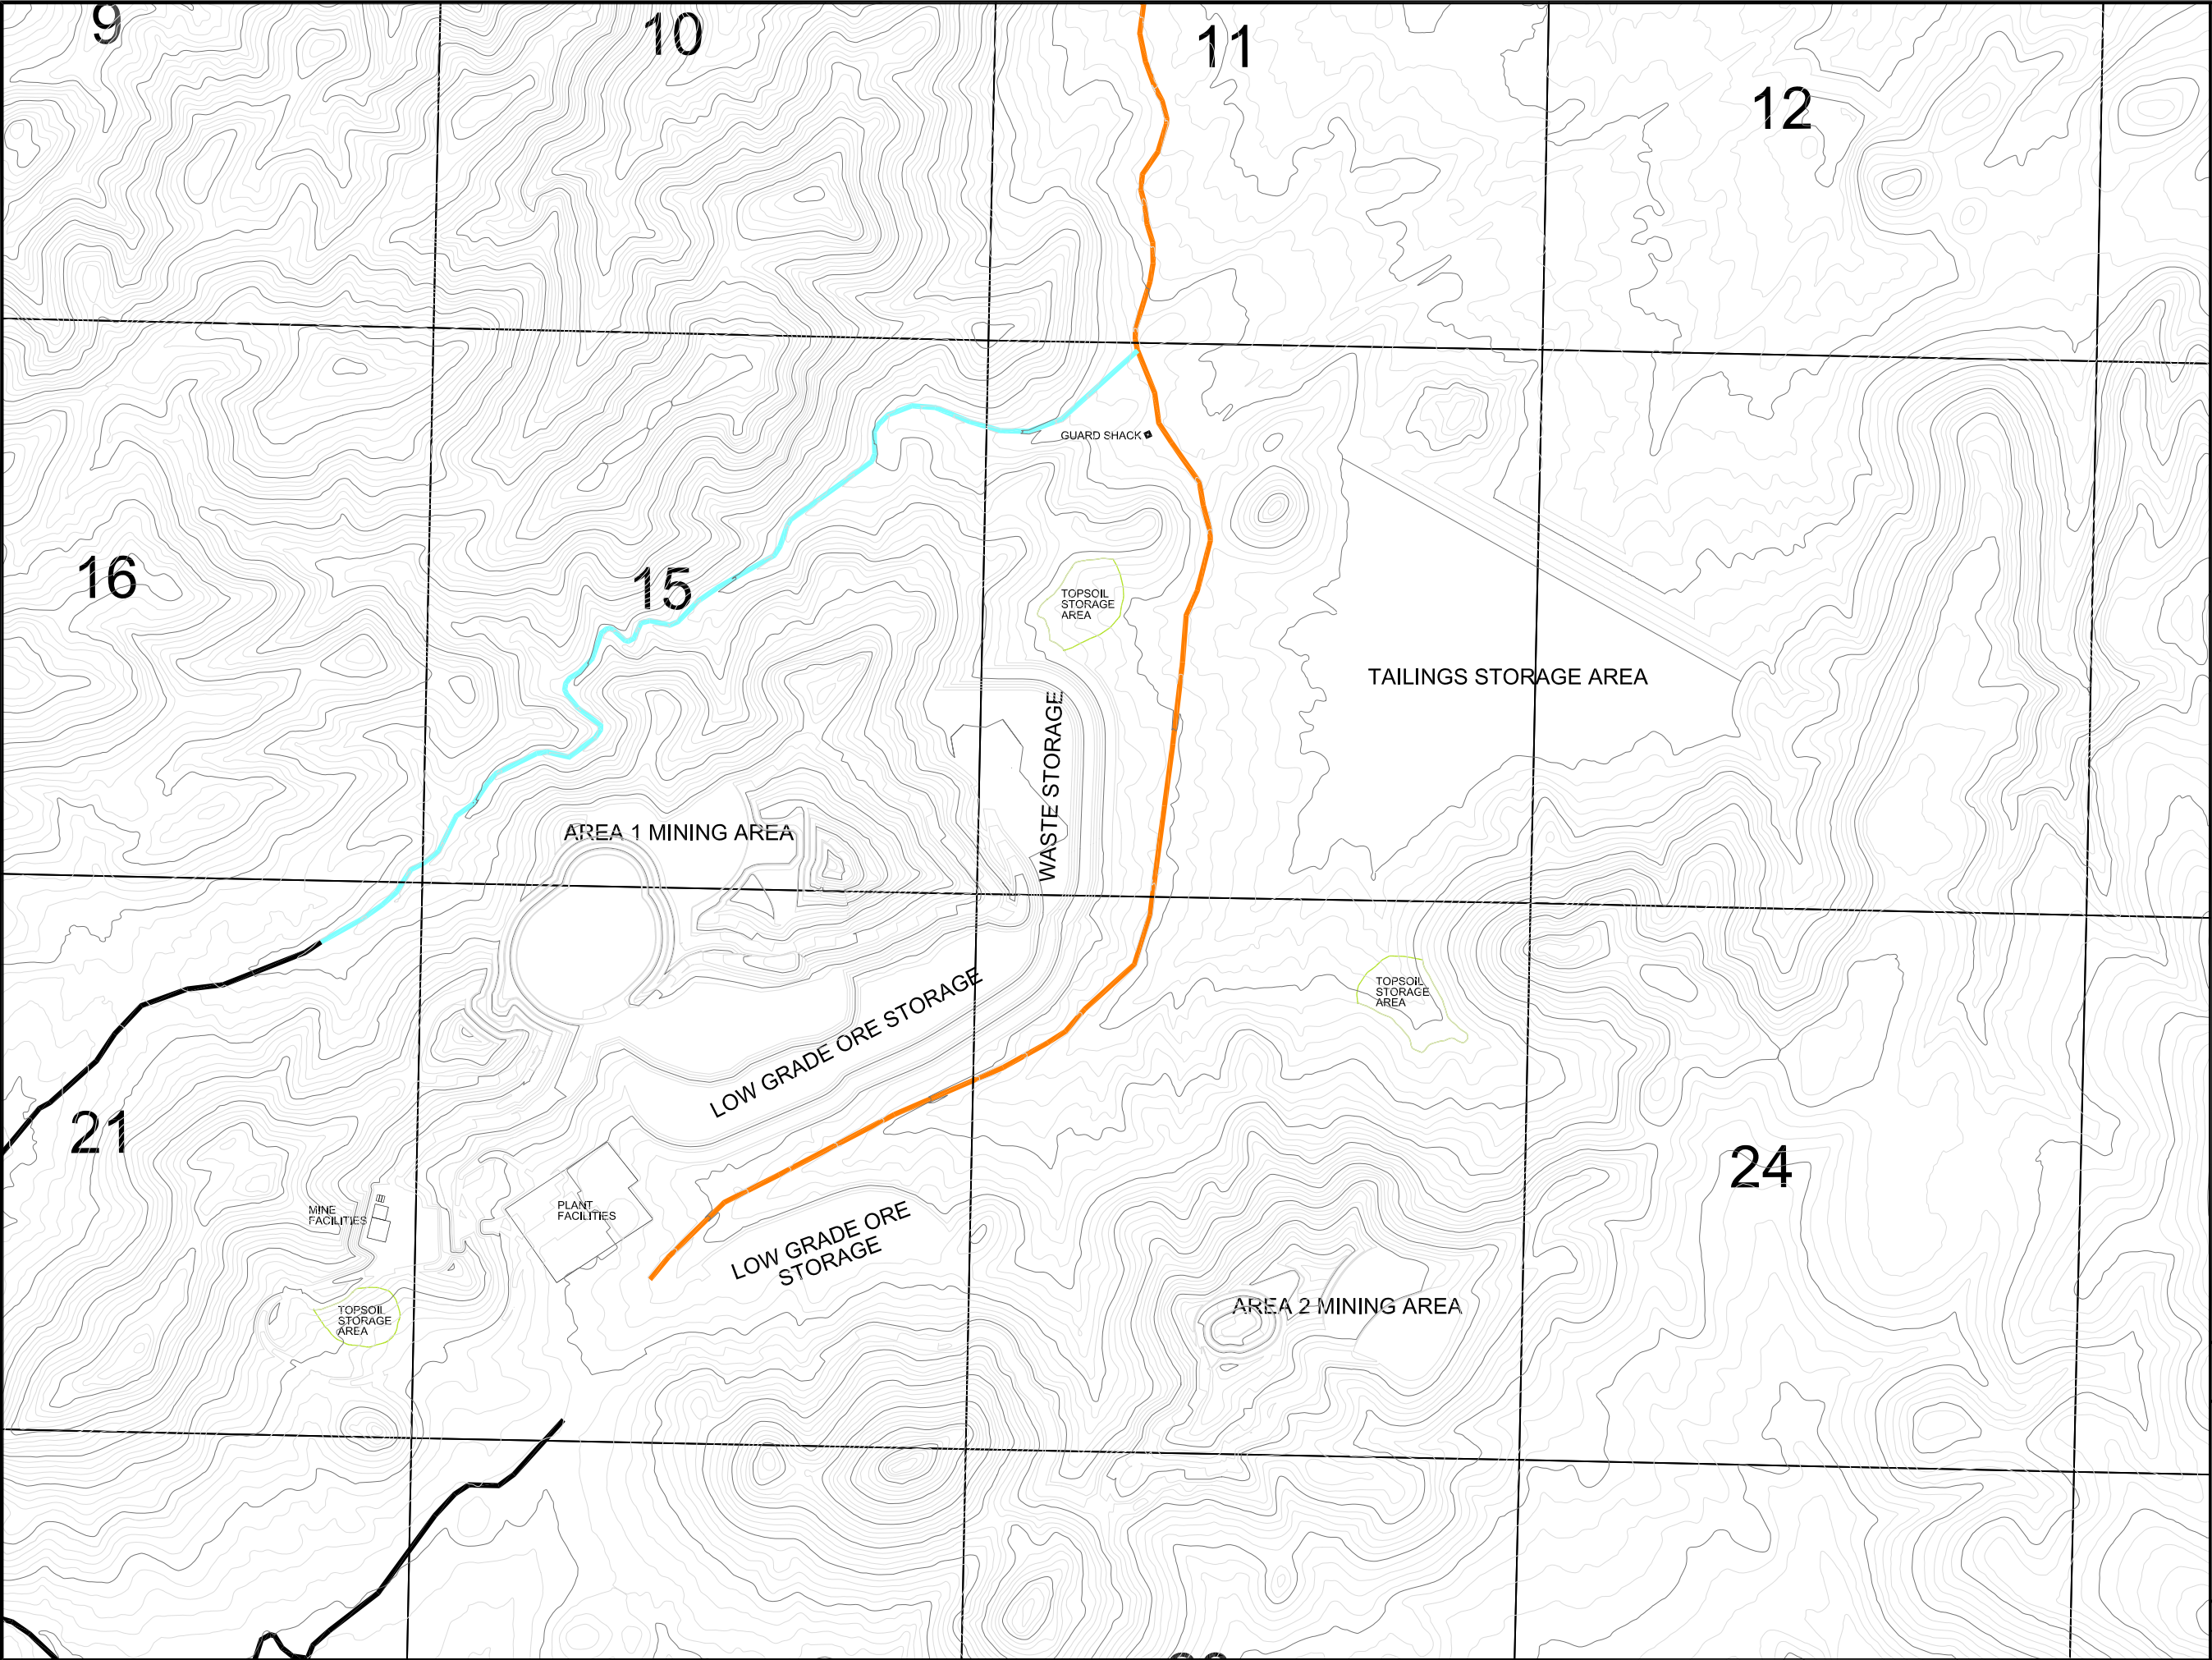 9
10
11
12
GUARD SHACK
16
15
TOPSOIL
STORAGE
AREA
TAILINGS STORAGE AREA
WASTE STORAGE
AREA 1 MINING AREA
LOW GRADE ORE STORAGE
TOPSOIL
STORAGE
AREA
21
24
MINE
FACILITIES
PLANT
FACILITIES
LOW GRADE ORE
STORAGE
TOPSOIL
STORAGE
AREA
AREA 2 MINING AREA